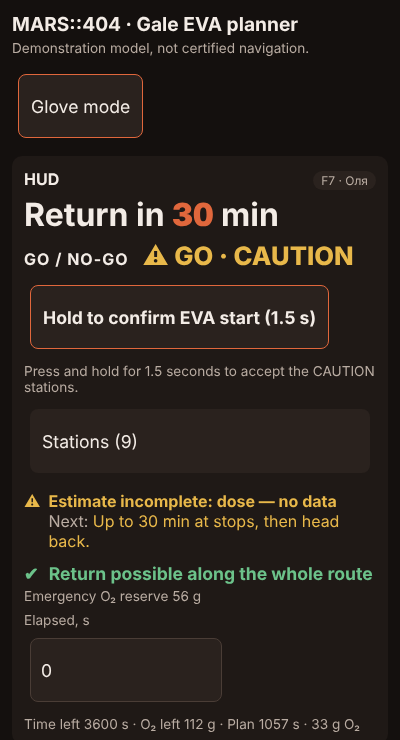 MARS::404 · Gale EVA planner
Demonstration model, not certified navigation.
Glove mode
HUD
F7 · Оля
Return in 30 min
GO / NO-GO ⚠ GO · CAUTION
Hold to confirm EVA start (1.5 s)
Press and hold for 1.5 seconds to accept the CAUTION
stations.
Stations (9)
⚠ Estimate incomplete: dose — no data
Next: Up to 30 min at stops, then head
back.
✔ Return possible along the whole route
Emergency O₂ reserve 56 g
Elapsed, s
0
Time left 3600 s · O₂ left 112 g · Plan 1057 s · 33 g O₂